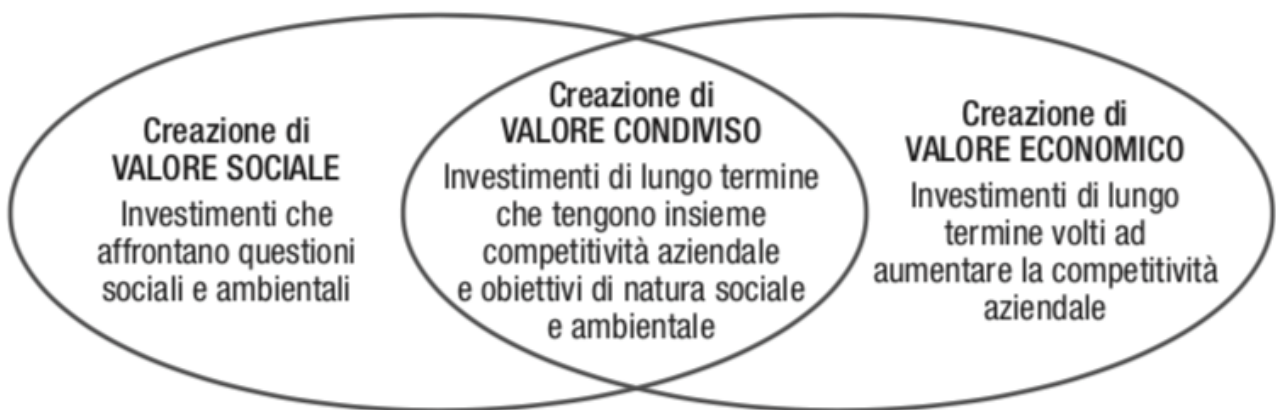 Creazione di
VALORE SOCIALE
Investimenti che
affrontano questioni
sociali e ambientali
Creazione di
VALORE CONDIVISO
Investimenti di lungo termine
che tengono insieme
competitività aziendale
e obiettivi di natura sociale
e ambientale
Creazione di
VALORE ECONOMICO
Investimenti di lungo
termine volti ad
aumentare la competitività
aziendale